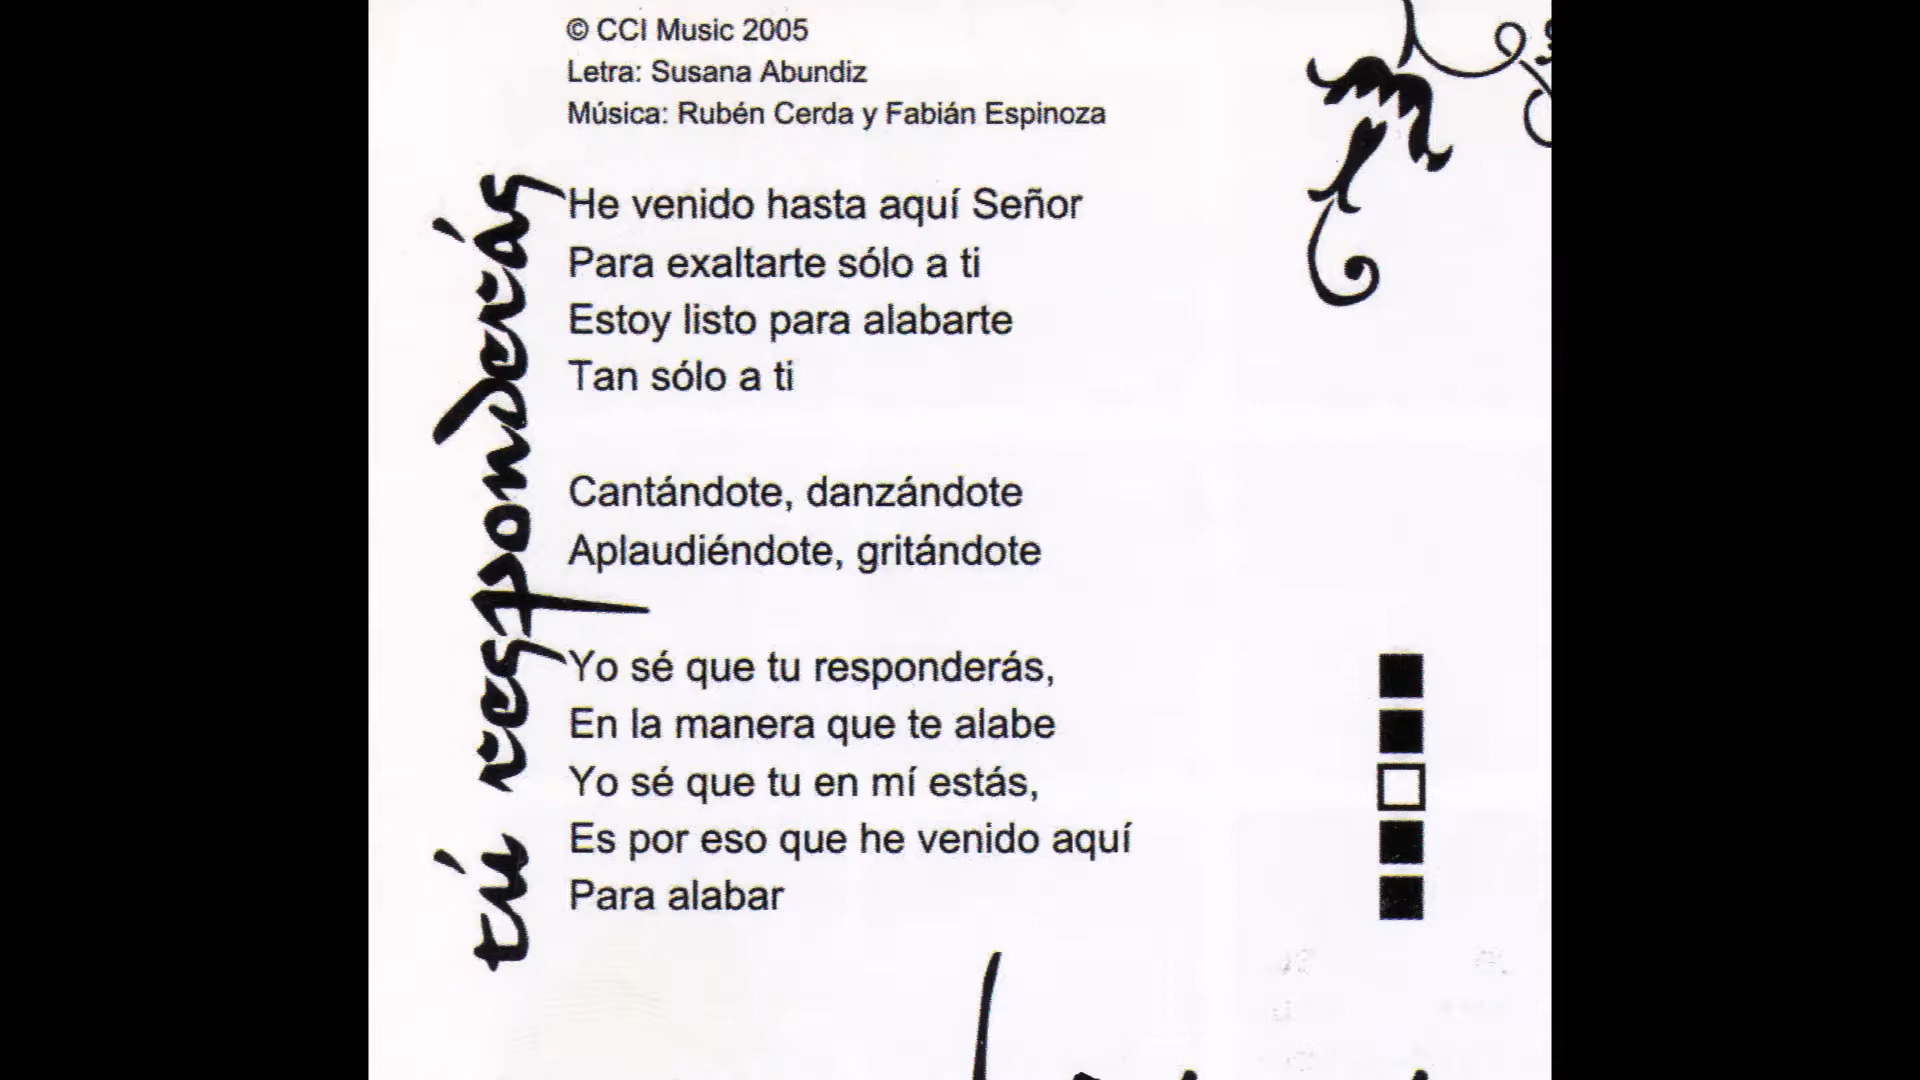 © CCI Music 2005
Letra: Susana Abundiz
Música: Rubén Cerda y Fabián Espinoza
tú responderás
He venido hasta aquí Señor
Para exaltarte sólo a ti
Estoy listo para alabarte
Tan sólo a ti
Cantándote, danzándote
Aplaudiéndote, gritándote
Yo sé que tu responderás,
En la manera que te alabe
Yo sé que tu en mí estás,
Es por eso que he venido aquí
Para alabar